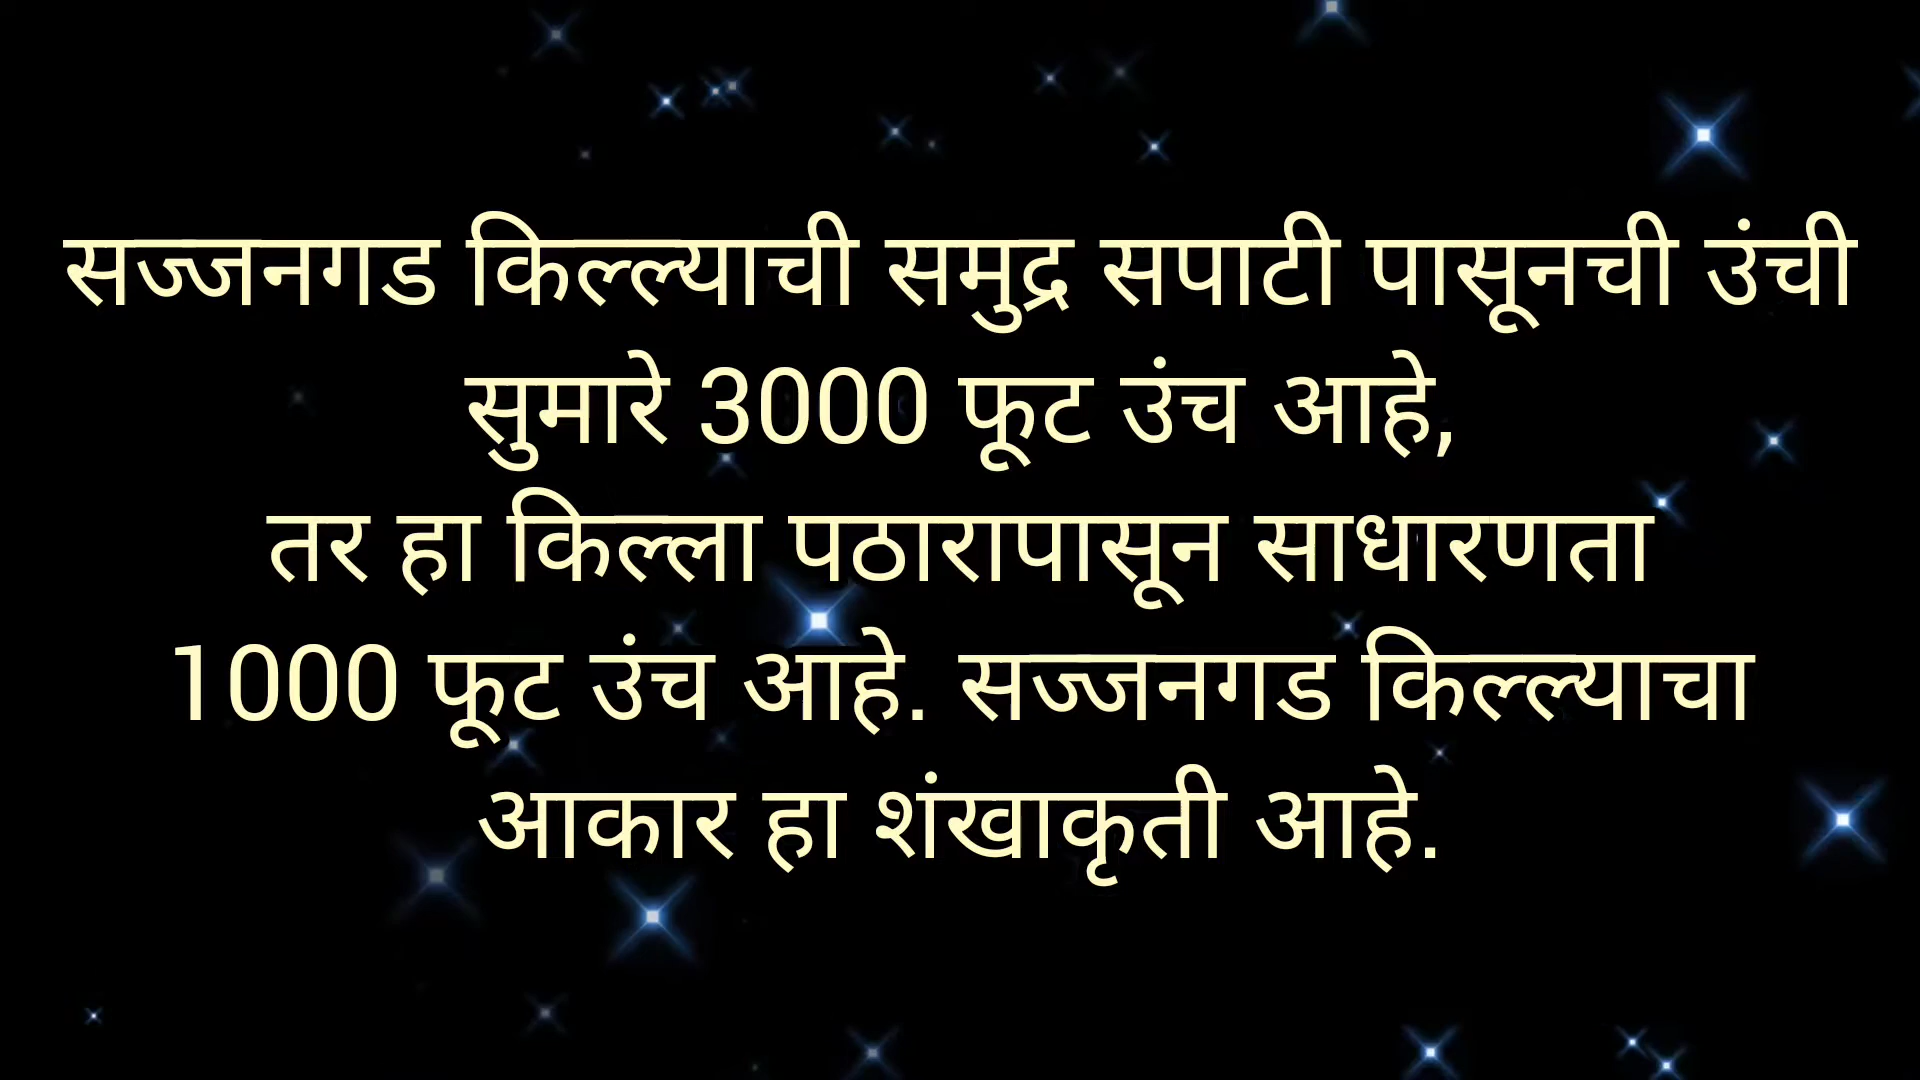 सज्जनगड किल्ल्याची समुद्र सपाटी पासूनची उंची
सुमारे 3000 फूट उंच आहे,
तर हा किल्ला पठारापासून साधारणता
1000 फूट उंच आहे. सज्जनगड किल्ल्याचा
आकार हा शंखाकृती आहे.